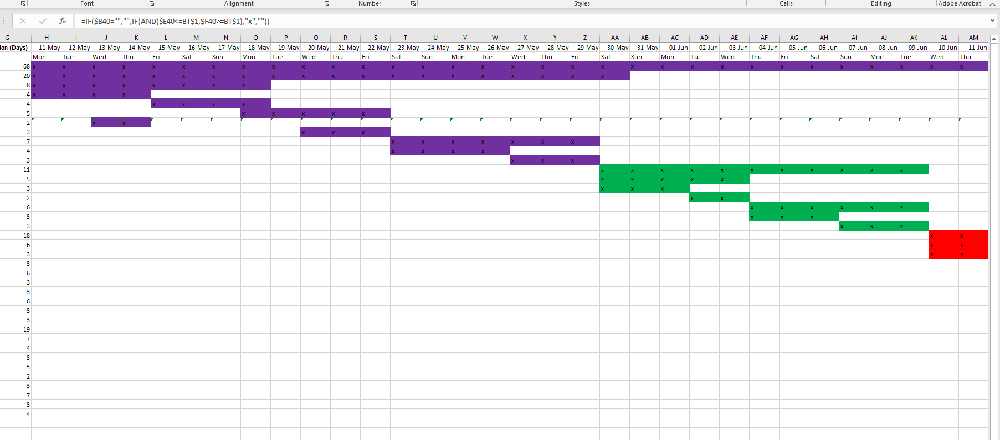 Font Alignment Number Styles Cells Editing Adobe Acrobat
fx =IF($B40="","",IF(AND($E40<=BT$1,$F40>=BT$1),"x",""))
G H I J K L M N O P Q R S T U V W X Y Z AA AB AC AD AE AF AG AH AI AJ AK AL AM
ion (Days) 11-May 12-May 13-May 14-May 15-May 16-May 17-May 18-May 19-May 20-May 21-May 22-May 23-May 24-May 25-May 26-May 27-May 28-May 29-May 30-May 31-May 01-Jun 02-Jun 03-Jun 04-Jun 05-Jun 06-Jun 07-Jun 08-Jun 09-Jun 10-Jun 11-Jun
Mon Tue Wed Thu Fri Sat Sun Mon Tue Wed Thu Fri Sat Sun Mon Tue Wed Thu Fri Sat Sun Mon Tue Wed Thu Fri Sat Sun Mon Tue Wed Thu
68 x x x x x x x x x x x x x x x x x x x x x x x x x x x x x x x x
20 x x x x x x x x x x x x x x x x x x x x
8 x x x x x x x x
4 x x x x
4 x x x x
5 x x x x x
2 x x
3 x x x
7 x x x x x x x
4 x x x x
3 x x x
11 x x x x x x x x x x x
5 x x x x x
3 x x x
2 x x
6 x x x x x x
3 x x x
3 x x x
18 x x
6 x x
3 x x
3
6
3
3
6
3
3
19
7
4
3
5
2
3
7
3
4